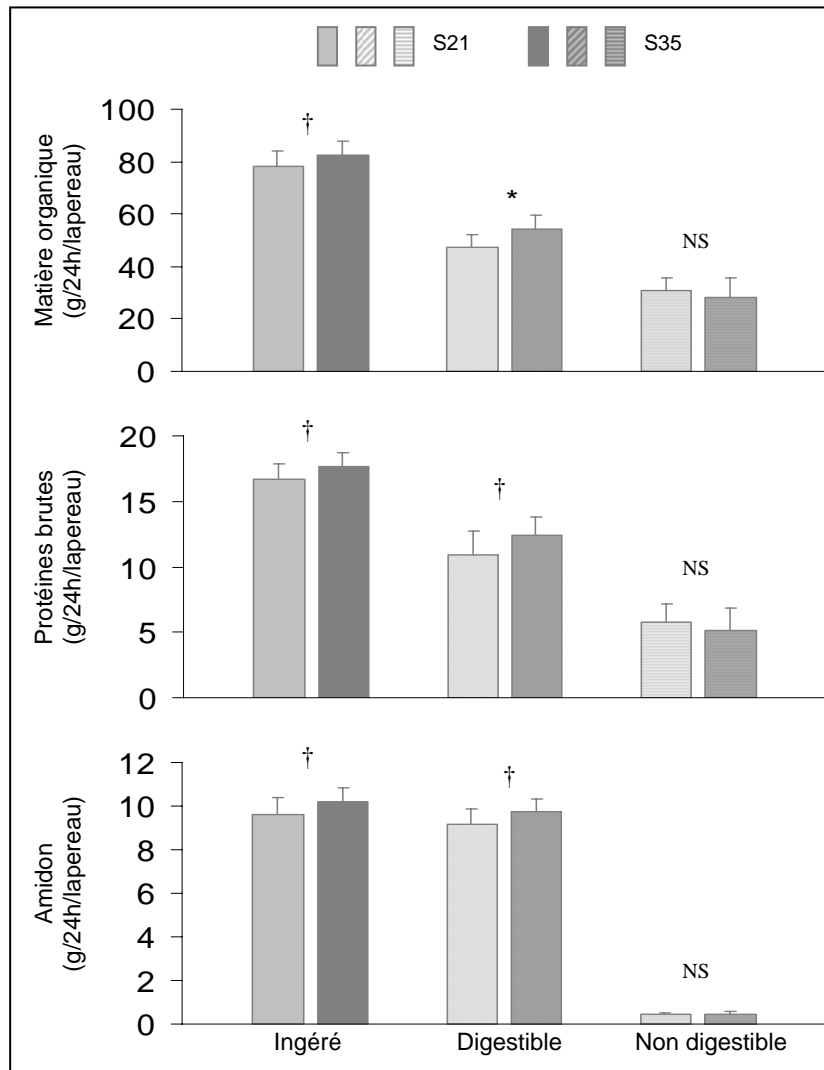 S21 S35
Matière organique
(g/24h/lapereau)
100
80
60
40
20
0
†
*
NS
Protéines brutes
(g/24h/lapereau)
20
15
10
5
0
†
†
NS
Amidon
(g/24h/lapereau)
12
10
8
6
4
2
0
†
†
NS
Ingéré Digestible Non digestible